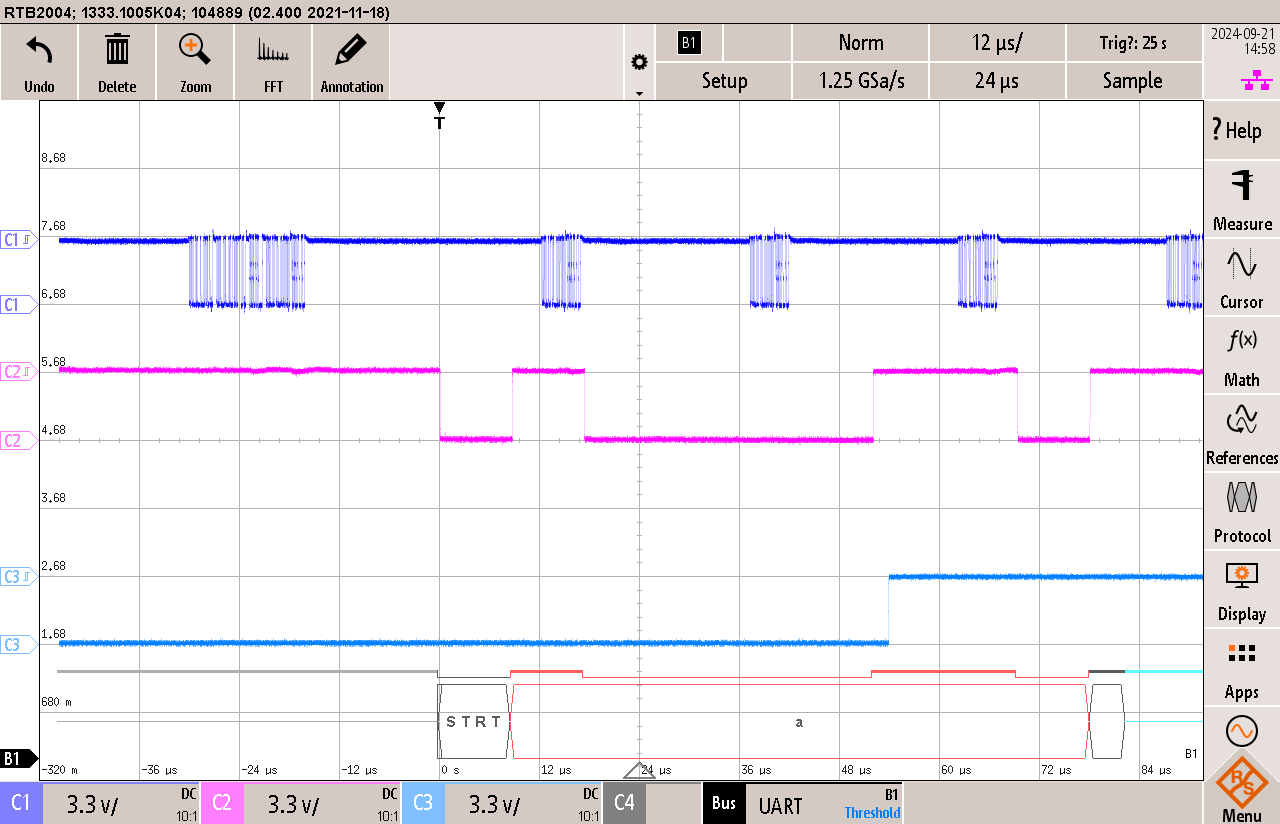 RTB2004; 1333.1005K04; 104889 (02.400 2021-11-18)
Undo
Delete
Zoom
FFT
Annotation
B1
Setup
Norm
1.25 GSa/s
12 µs/
24 µs
Trig?: 25 s
Sample
2024-09-21
14:58
T
? Help
Measure
Cursor
f(x)
Math
References
Protocol
Display
Apps
R S
Menu
8.68
7.68
6.68
5.68
4.68
3.68
2.68
1.68
680 m
-320 m
C1
C1
C2
C2
C3
C3
B1
STRT
a
B1
-36 µs
-24 µs
-12 µs
0 s
12 µs
24 µs
36 µs
48 µs
60 µs
72 µs
84 µs
C1 3.3 V/ DC 10:1
C2 3.3 V/ DC 10:1
C3 3.3 V/ DC 10:1
C4
Bus UART B1 Threshold